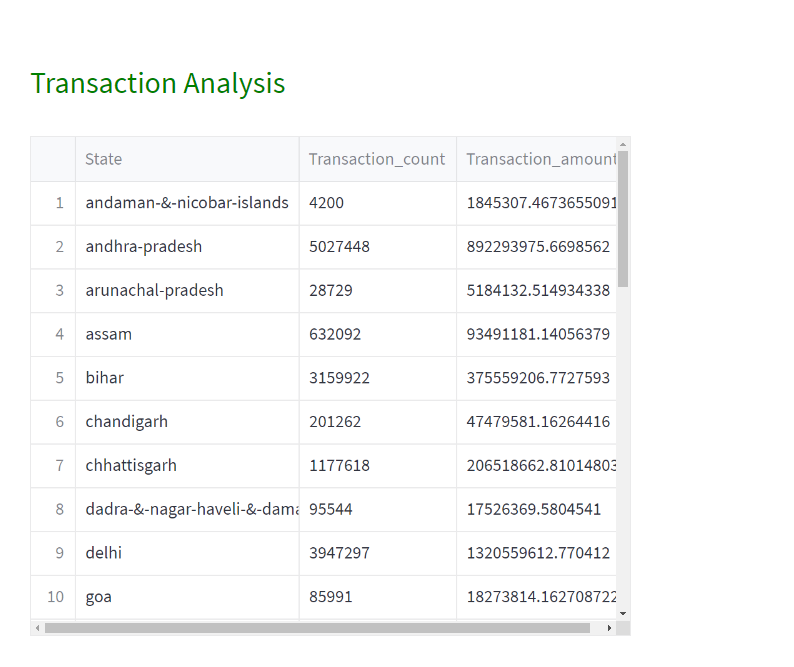 Transaction Analysis
State Transaction_count Transaction_amount
1 andaman-&-nicobar-islands 4200 1845307.4673655091
2 andhra-pradesh 5027448 892293975.6698562
3 arunachal-pradesh 28729 5184132.514934338
4 assam 632092 93491181.14056379
5 bihar 3159922 375559206.7727593
6 chandigarh 201262 47479581.16264416
7 chhattisgarh 1177618 206518662.81014803
8 dadra-&-nagar-haveli-&-dama 95544 17526369.5804541
9 delhi 3947297 1320559612.770412
10 goa 85991 18273814.162708722